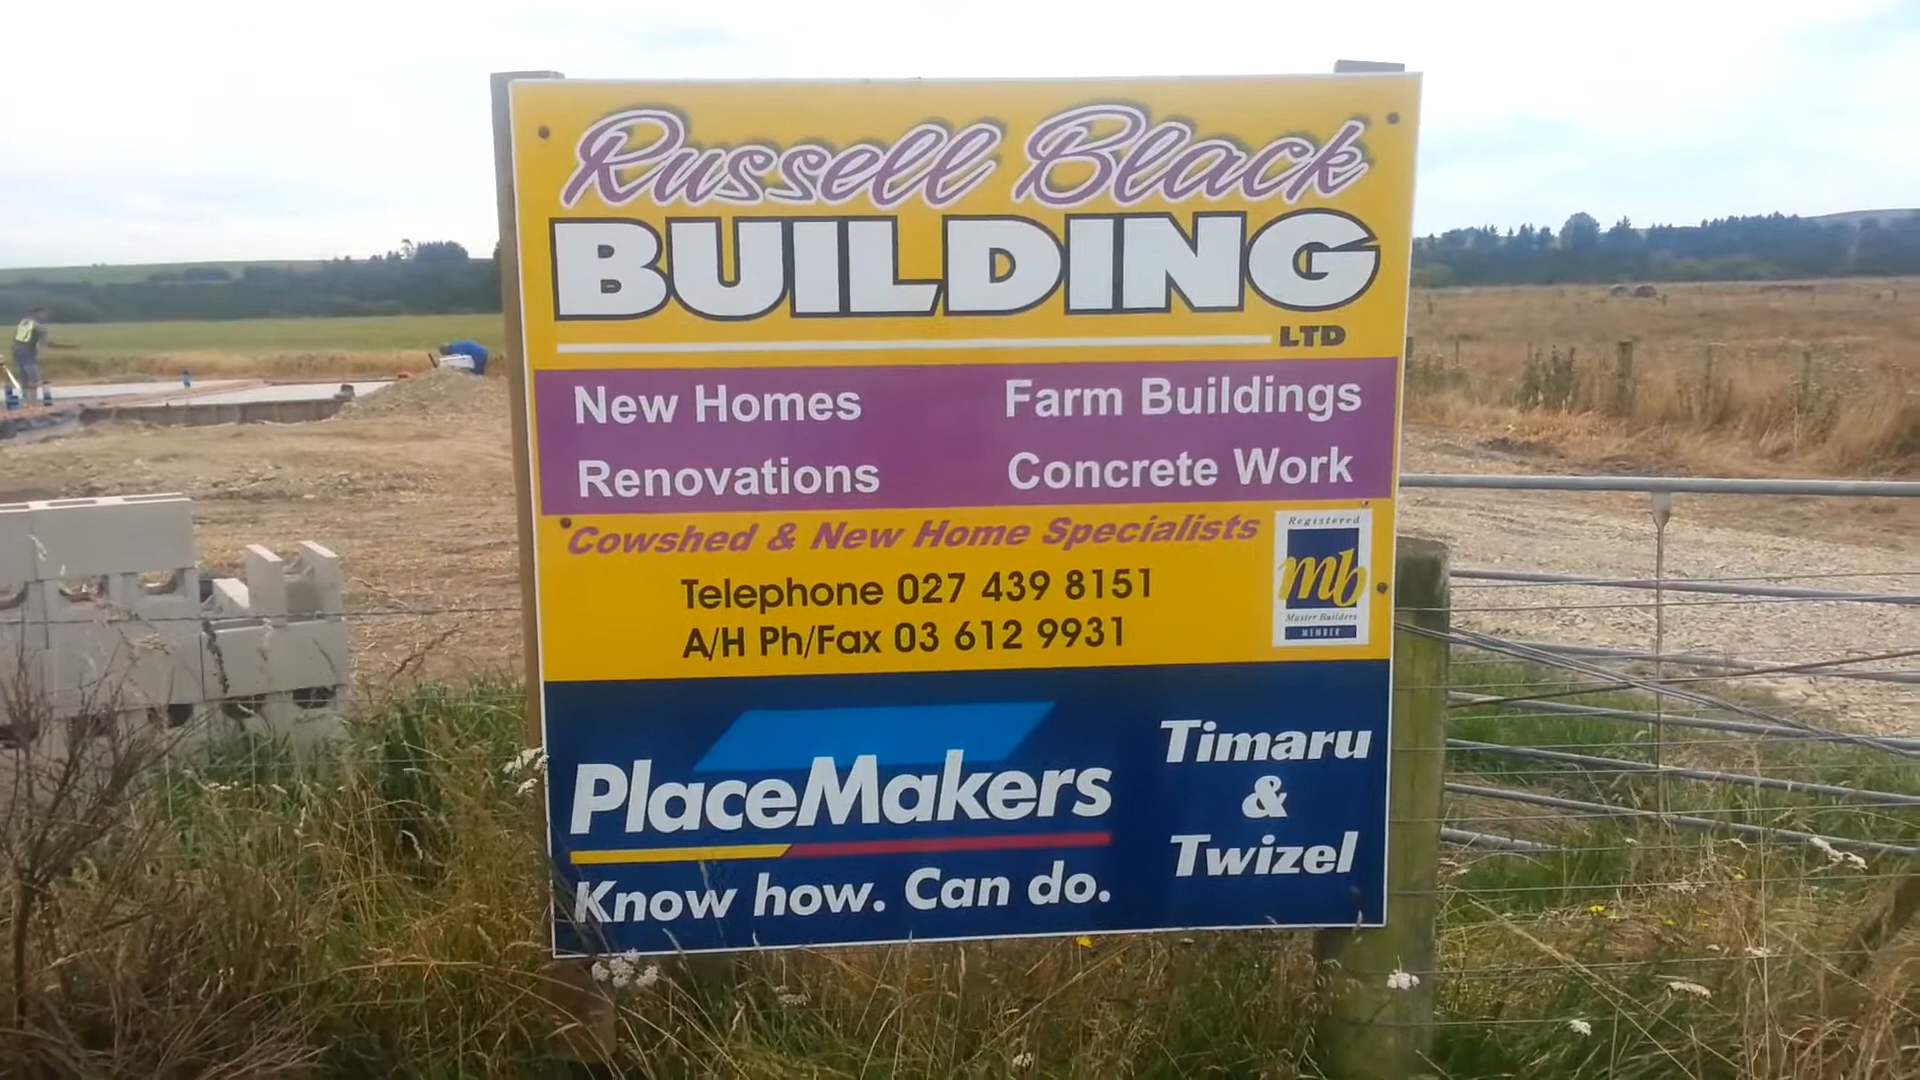 Russell Black
BUILDING
LTD
New Homes Farm Buildings
Renovations Concrete Work
Cowshed & New Home Specialists
Telephone 027 439 8151
A/H Ph/Fax 03 612 9931
Registered
mb
Master Builders
MEMBER
PlaceMakers
Know how. Can do.
Timaru
&
Twizel